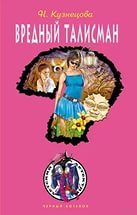 Н. Кузнецова
ВРЕДНЫЙ ТАЛИСМАН
ЧЕРНЫЙ КОТЕНОК